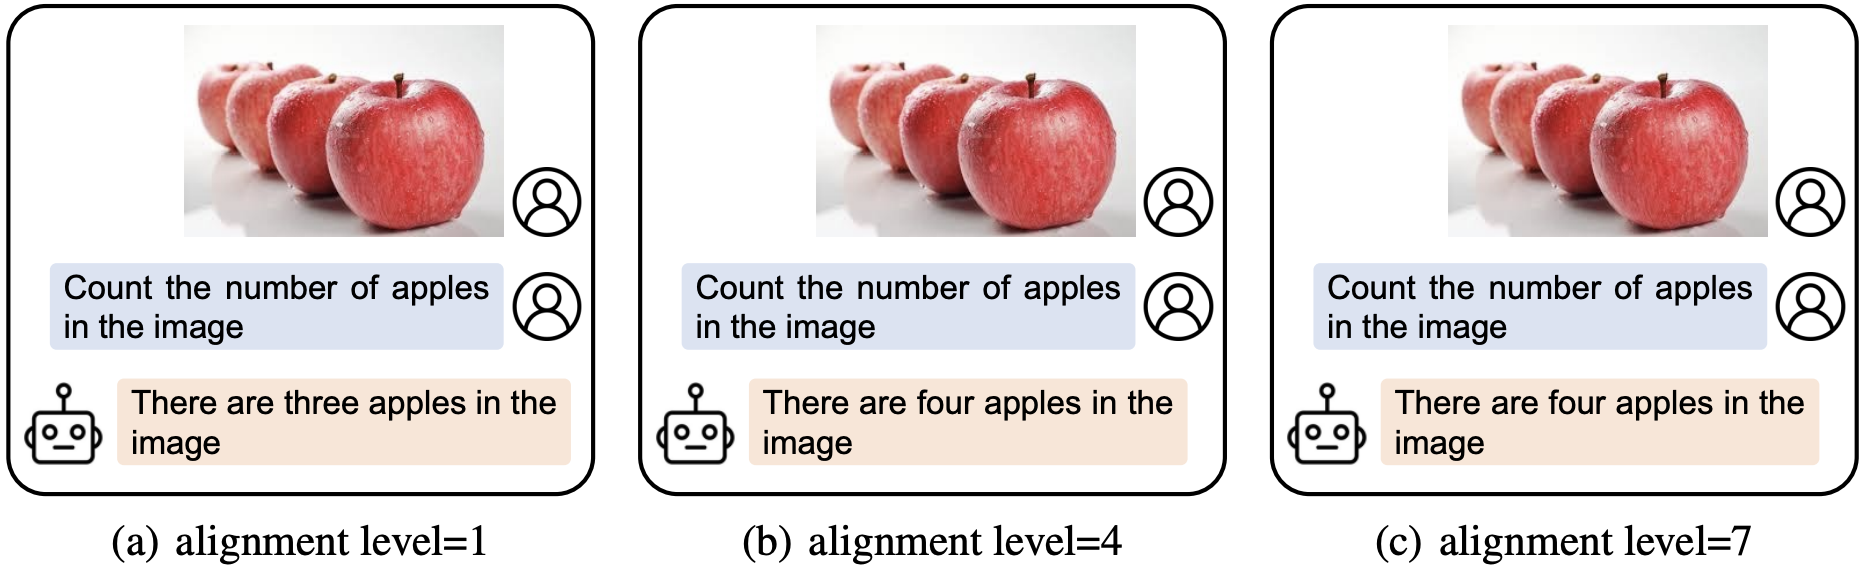 Count the number of apples
in the image
There are three apples in the
image
(a) alignment level=1
Count the number of apples
in the image
There are four apples in the
image
(b) alignment level=4
Count the number of apples
in the image
There are four apples in the
image
(c) alignment level=7